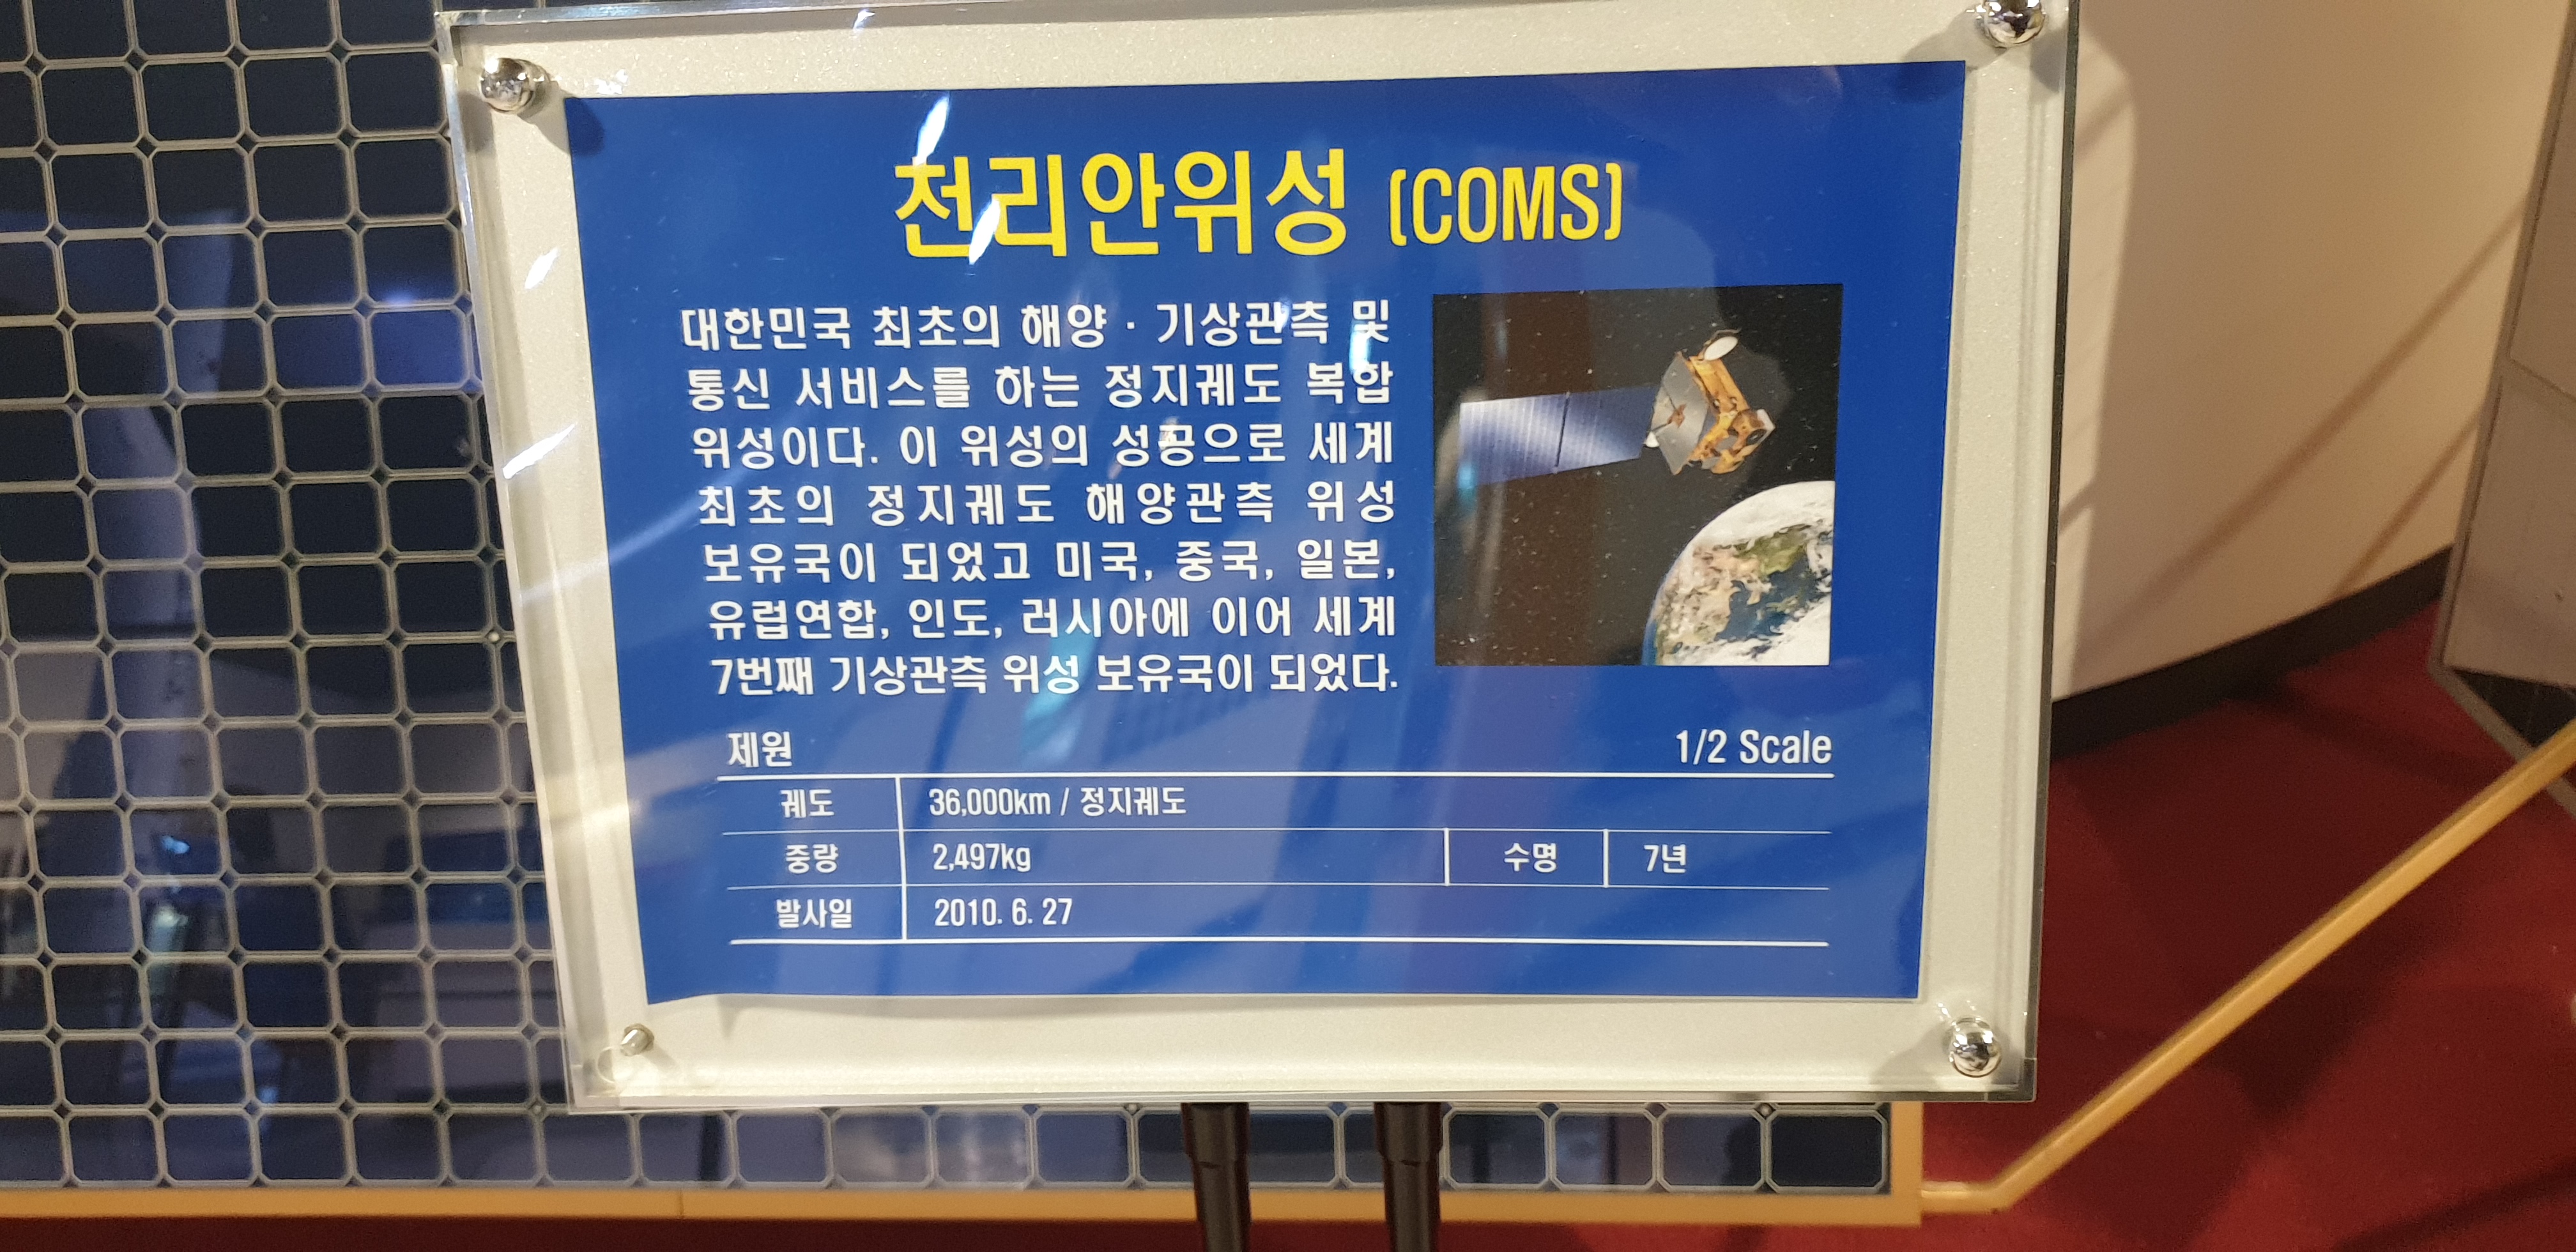 천리안위성 (COMS)
대한민국 최초의 해양 · 기상관측 및
통신 서비스를 하는 정지궤도 복합
위성이다. 이 위성의 성공으로 세계
최초의 정지궤도 해양관측 위성
보유국이 되었고 미국, 중국, 일본,
유럽연합, 인도, 러시아에 이어 세계
7번째 기상관측 위성 보유국이 되었다.
제원 1/2 Scale
궤도 36,000km / 정지궤도
중량 2,497kg 수명 7년
발사일 2010. 6. 27